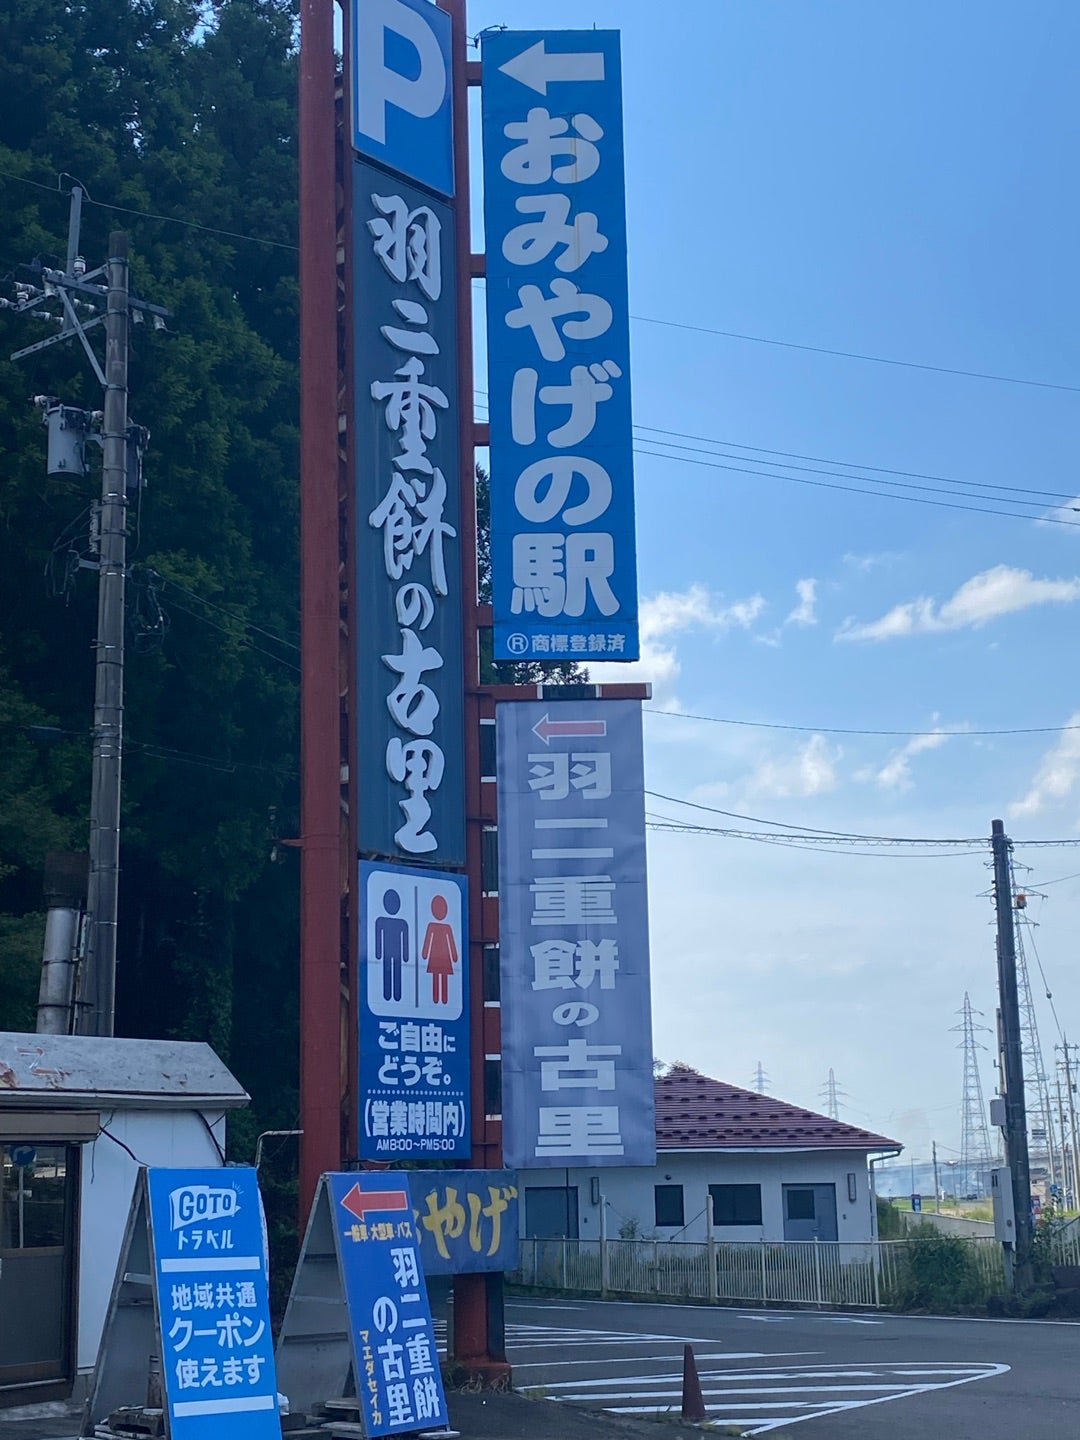 P
羽二重餅の古里
おみやげの駅
®商標登録済
羽二重餅の古里
ご自由に
どうぞ。
(営業時間内)
AM8:00〜PM5:00
GOTO
トラベル
地域共通
クーポン
使えます
一般車・大型車・バス
羽二重餅
の古里
マエダセイカ
みやげ